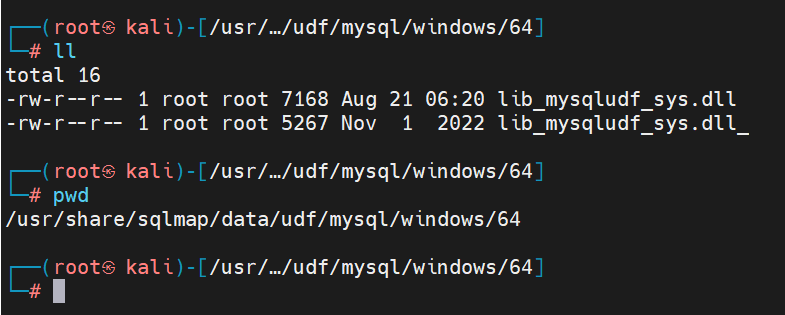 ┌──(root㉿ kali)-[/usr/…/udf/mysql/windows/64]
└─# ll
total 16
-rw-r--r-- 1 root root 7168 Aug 21 06:20 lib_mysqludf_sys.dll
-rw-r--r-- 1 root root 5267 Nov  1  2022 lib_mysqludf_sys.dll_
┌──(root㉿ kali)-[/usr/…/udf/mysql/windows/64]
└─# pwd
/usr/share/sqlmap/data/udf/mysql/windows/64
┌──(root㉿ kali)-[/usr/…/udf/mysql/windows/64]
└─#